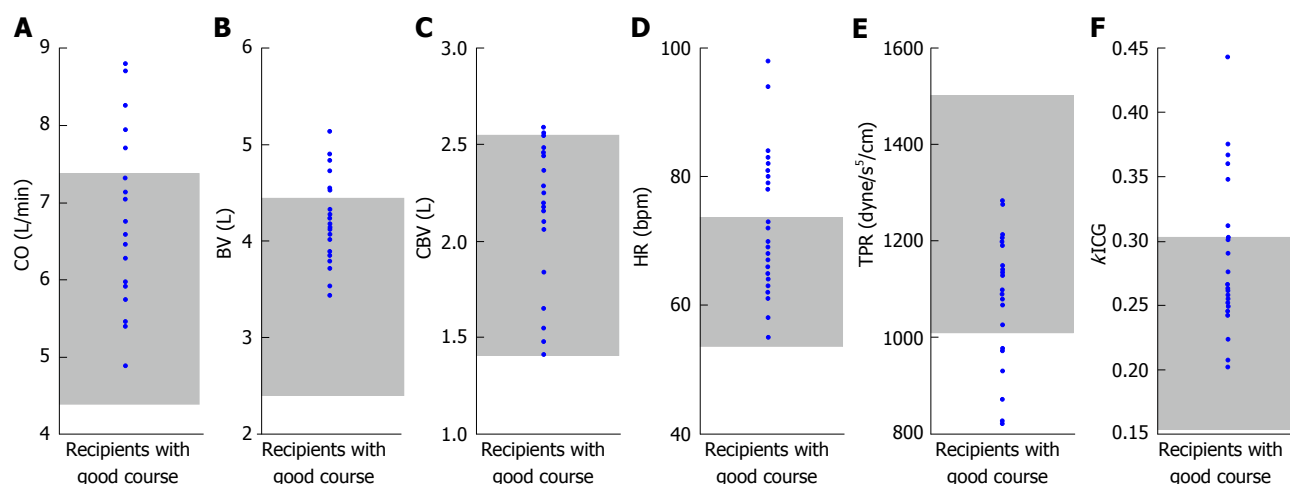 A
CO (L/min)
9
8
7
6
5
4
Recipients with
good course
B
BV (L)
6
5
4
3
2
Recipients with
good course
C
CBV (L)
3.0
2.5
2.0
1.5
1.0
Recipients with
good course
D
HR (bpm)
100
80
60
40
Recipients with
good course
E
TPR (dyne/s⁵/cm)
1600
1400
1200
1000
800
Recipients with
good course
F
kICG
0.45
0.40
0.35
0.30
0.25
0.20
0.15
Recipients with
good course